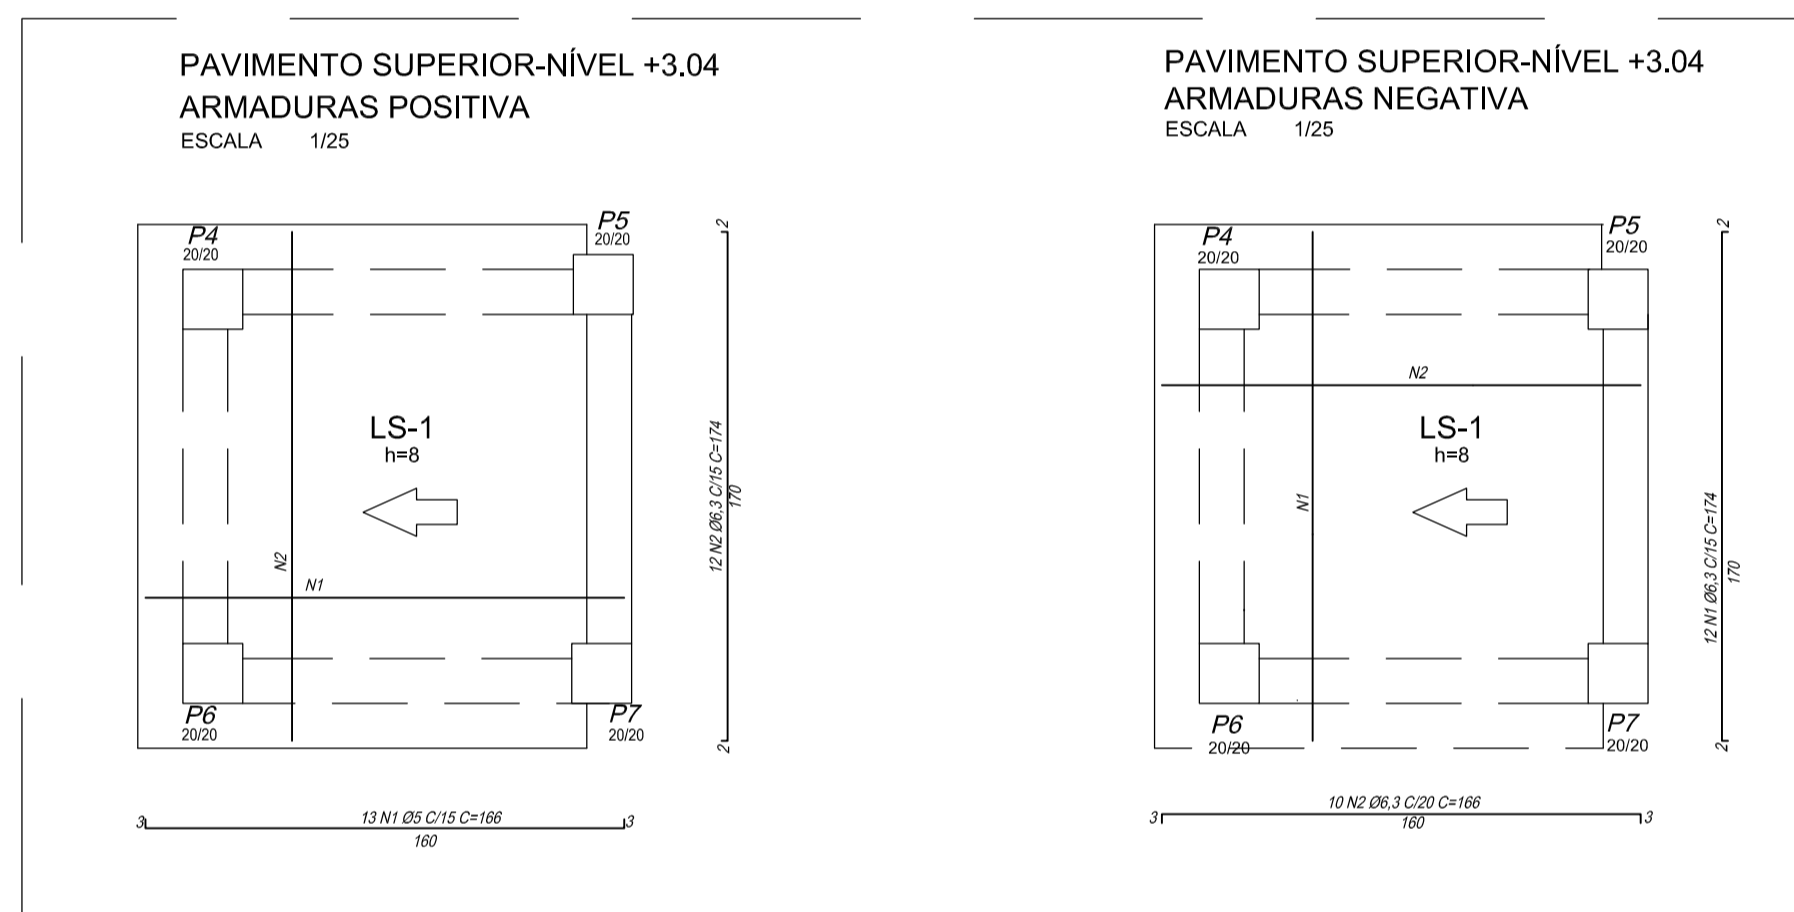 PAVIMENTO SUPERIOR-NÍVEL +3.04
ARMADURAS POSITIVA
ESCALA 1/25
P4
20/20
P5
20/20
2
LS-1
h=8
N2
N1
12 N2 Ø6,3 C/15 C=174
170
P6
20/20
P7
20/20
2
3
13 N1 Ø5 C/15 C=166
3
160
PAVIMENTO SUPERIOR-NÍVEL +3.04
ARMADURAS NEGATIVA
ESCALA 1/25
P4
20/20
P5
20/20
2
N2
LS-1
h=8
N1
12 N1 Ø6,3 C/15 C=174
170
P6
20/20
P7
20/20
2
3
10 N2 Ø6,3 C/20 C=166
3
160